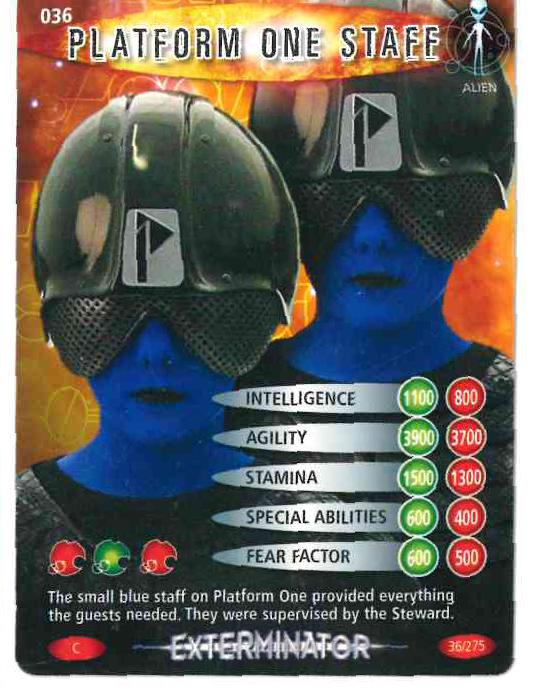 036
PLATFORM ONE STAFF
ALIEN
INTELLIGENCE 1100 800
AGILITY 3900 3700
STAMINA 1500 1300
SPECIAL ABILITIES 600 400
FEAR FACTOR 600 500
The small blue staff on Platform One provided everything
the guests needed. They were supervised by the Steward.
C EXTERMINATOR 36/275